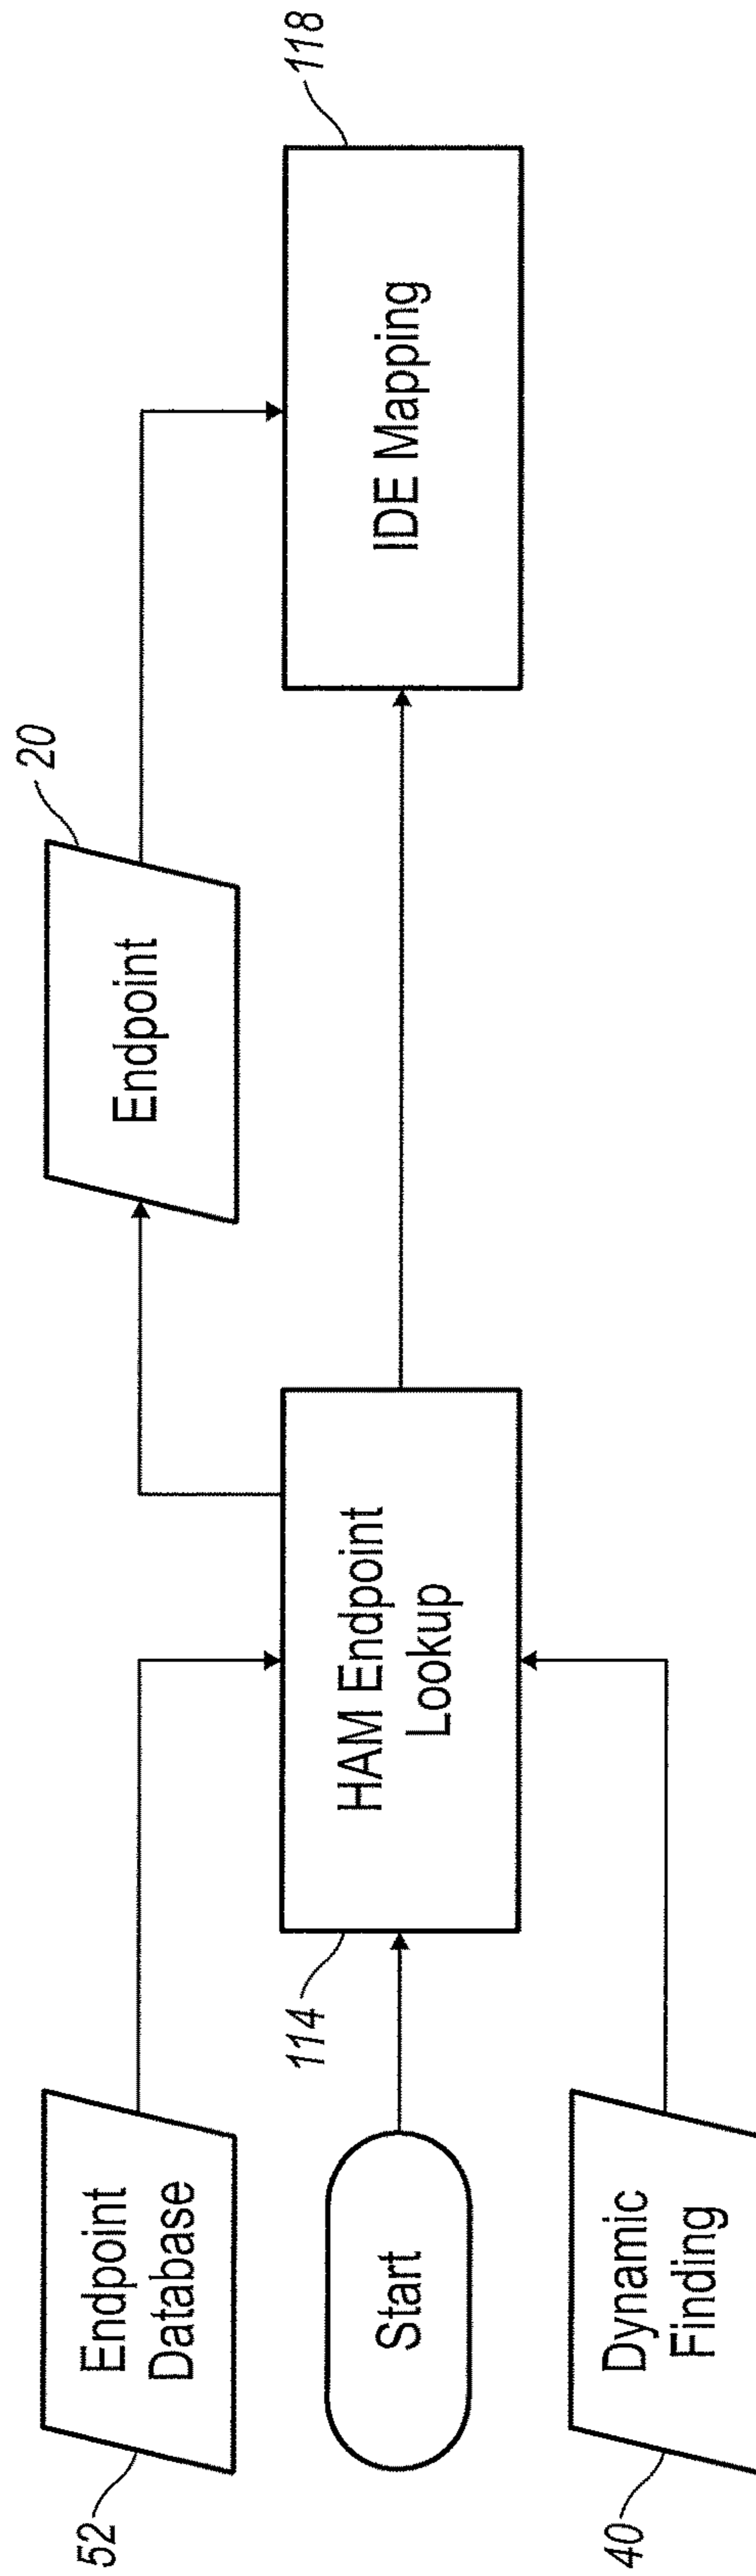 52
Endpoint
Database
Start
40
Dynamic
Finding
114
HAM Endpoint
Lookup
Endpoint
20
IDE Mapping
118